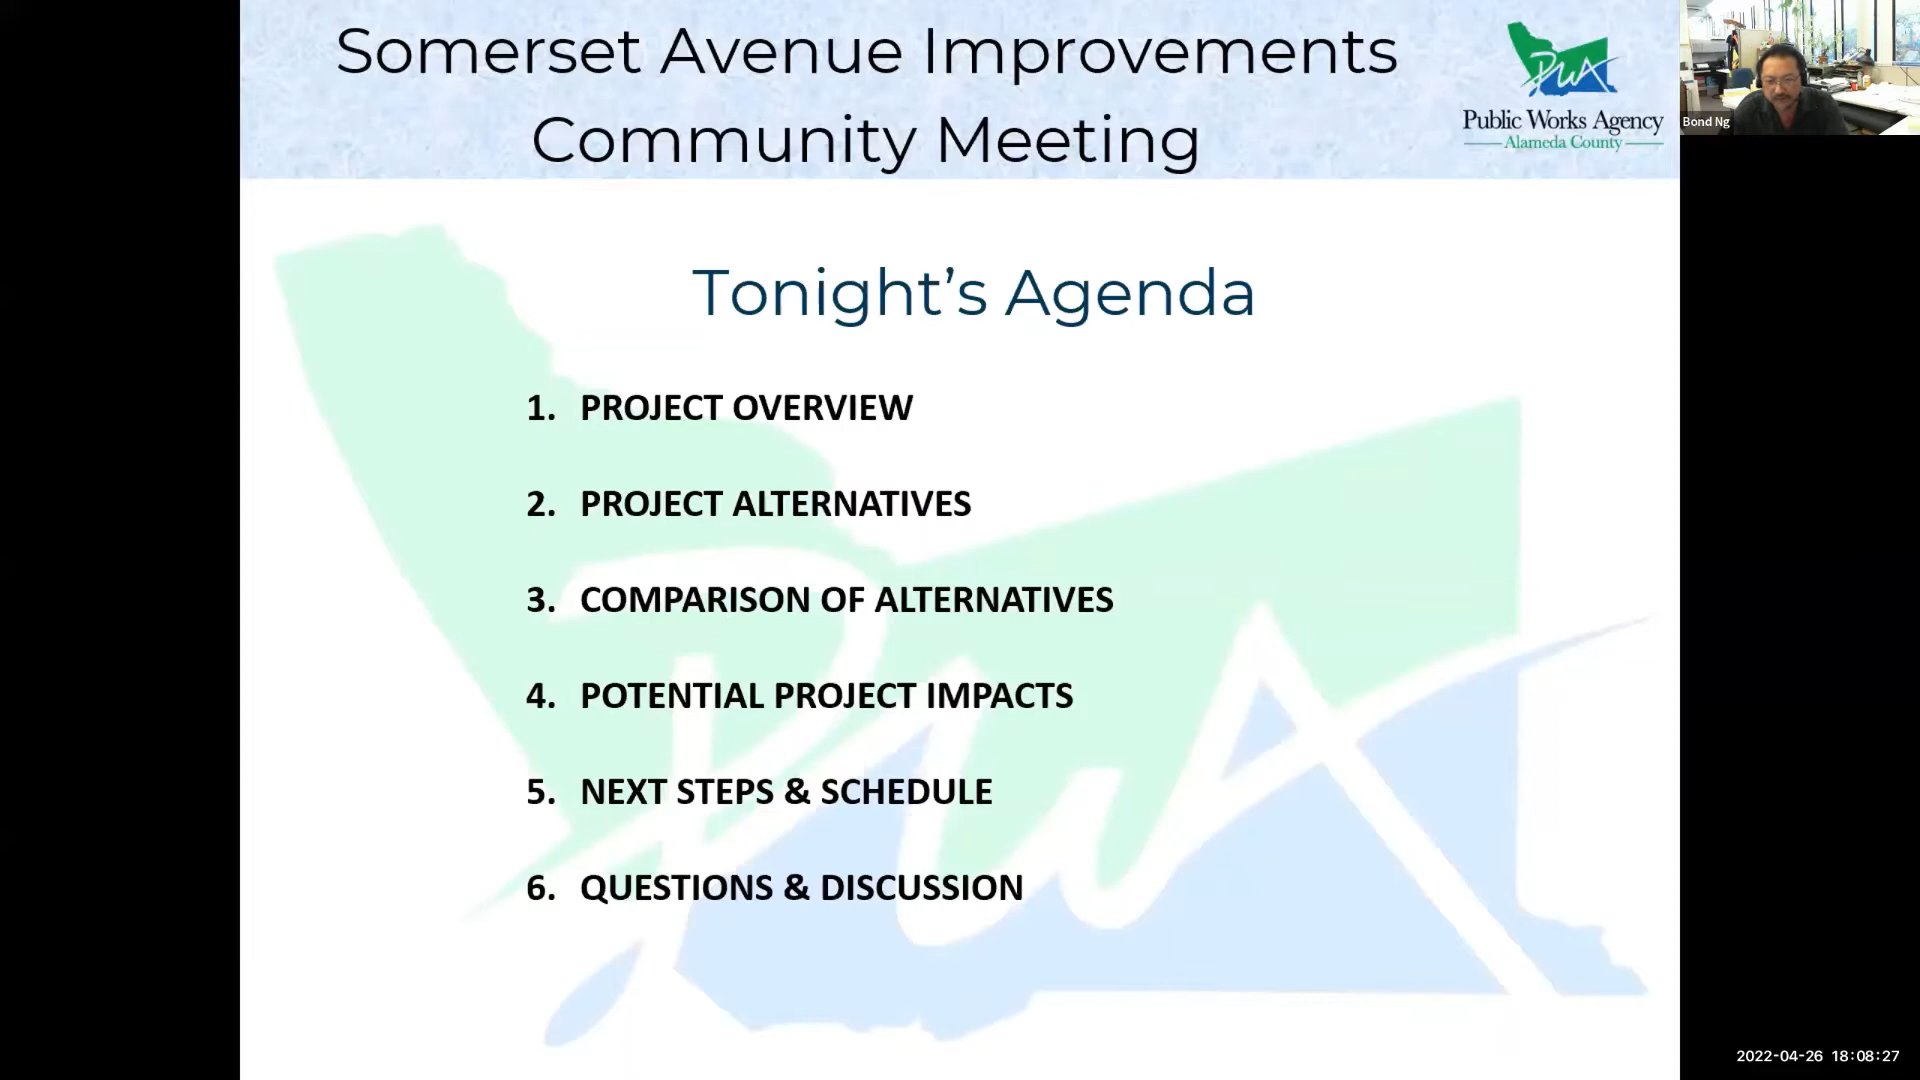 Somerset Avenue Improvements
Community Meeting
PWA
Public Works Agency
Alameda County
Bond Ng
Tonight's Agenda
1. PROJECT OVERVIEW
2. PROJECT ALTERNATIVES
3. COMPARISON OF ALTERNATIVES
4. POTENTIAL PROJECT IMPACTS
5. NEXT STEPS & SCHEDULE
6. QUESTIONS & DISCUSSION
PWA
2022-04-26 18:08:27